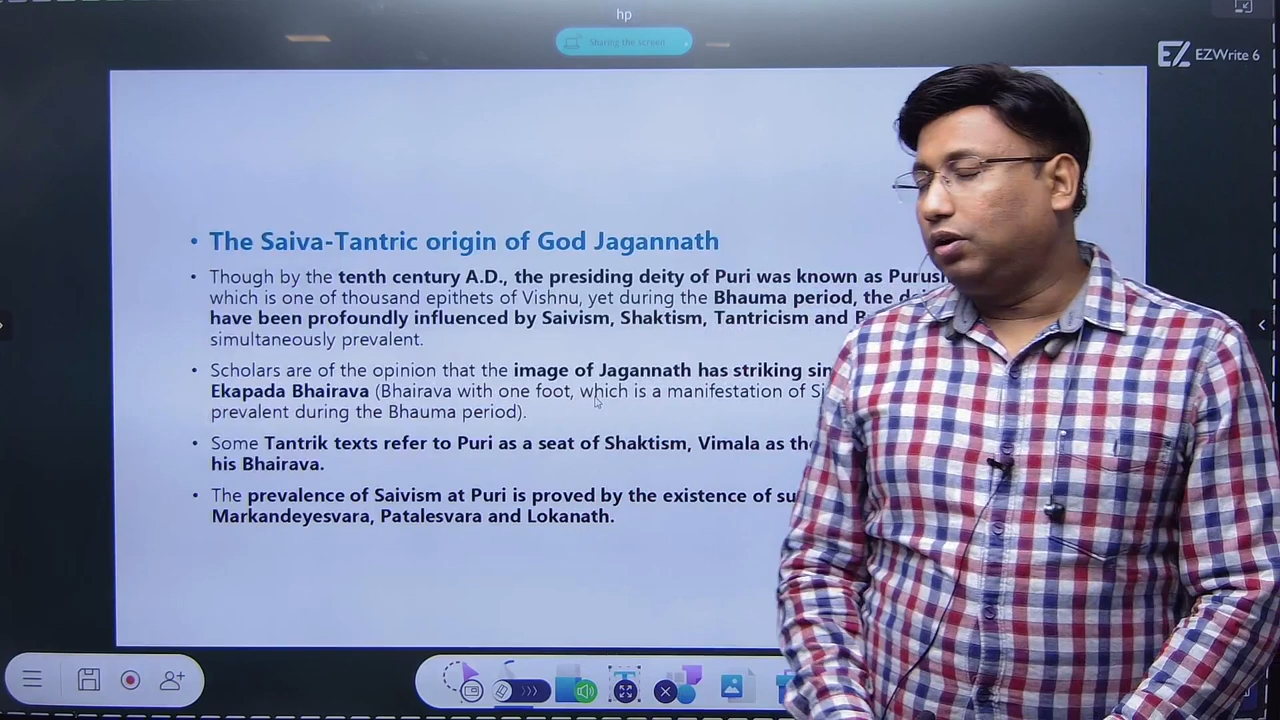 hp
Sharing the screen
EZWrite 6
• The Saiva-Tantric origin of God Jagannath
• Though by the tenth century A.D., the presiding deity of Puri was known as
which is one of thousand epithets of Vishnu, yet during the Bhauma period, the
have been profoundly influenced by Saivism, Shaktism, Tantricism and
simultaneously prevalent.
• Scholars are of the opinion that the image of Jagannath has striking
Ekapada Bhairava (Bhairava with one foot, which is a manifestation of
prevalent during the Bhauma period).
• Some Tantrik texts refer to Puri as a seat of Shaktism, Vimala as
his Bhairava.
• The prevalence of Saivism at Puri is proved by the existence of
Markandeyesvara, Patalesvara and Lokanath.